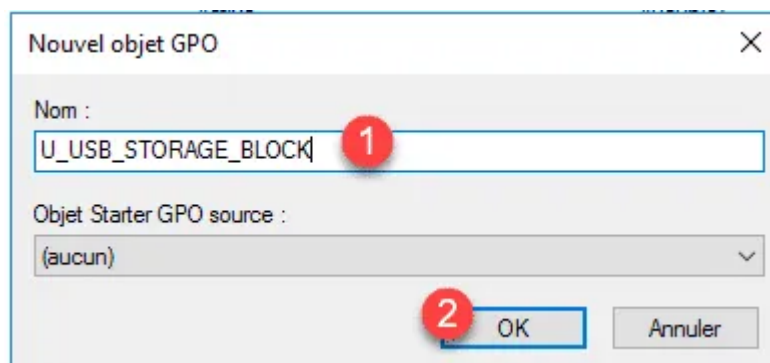 Nouvel objet GPO
Nom :
U_USB_STORAGE_BLOCK
1
Objet Starter GPO source :
(aucun)
2
OK
Annuler